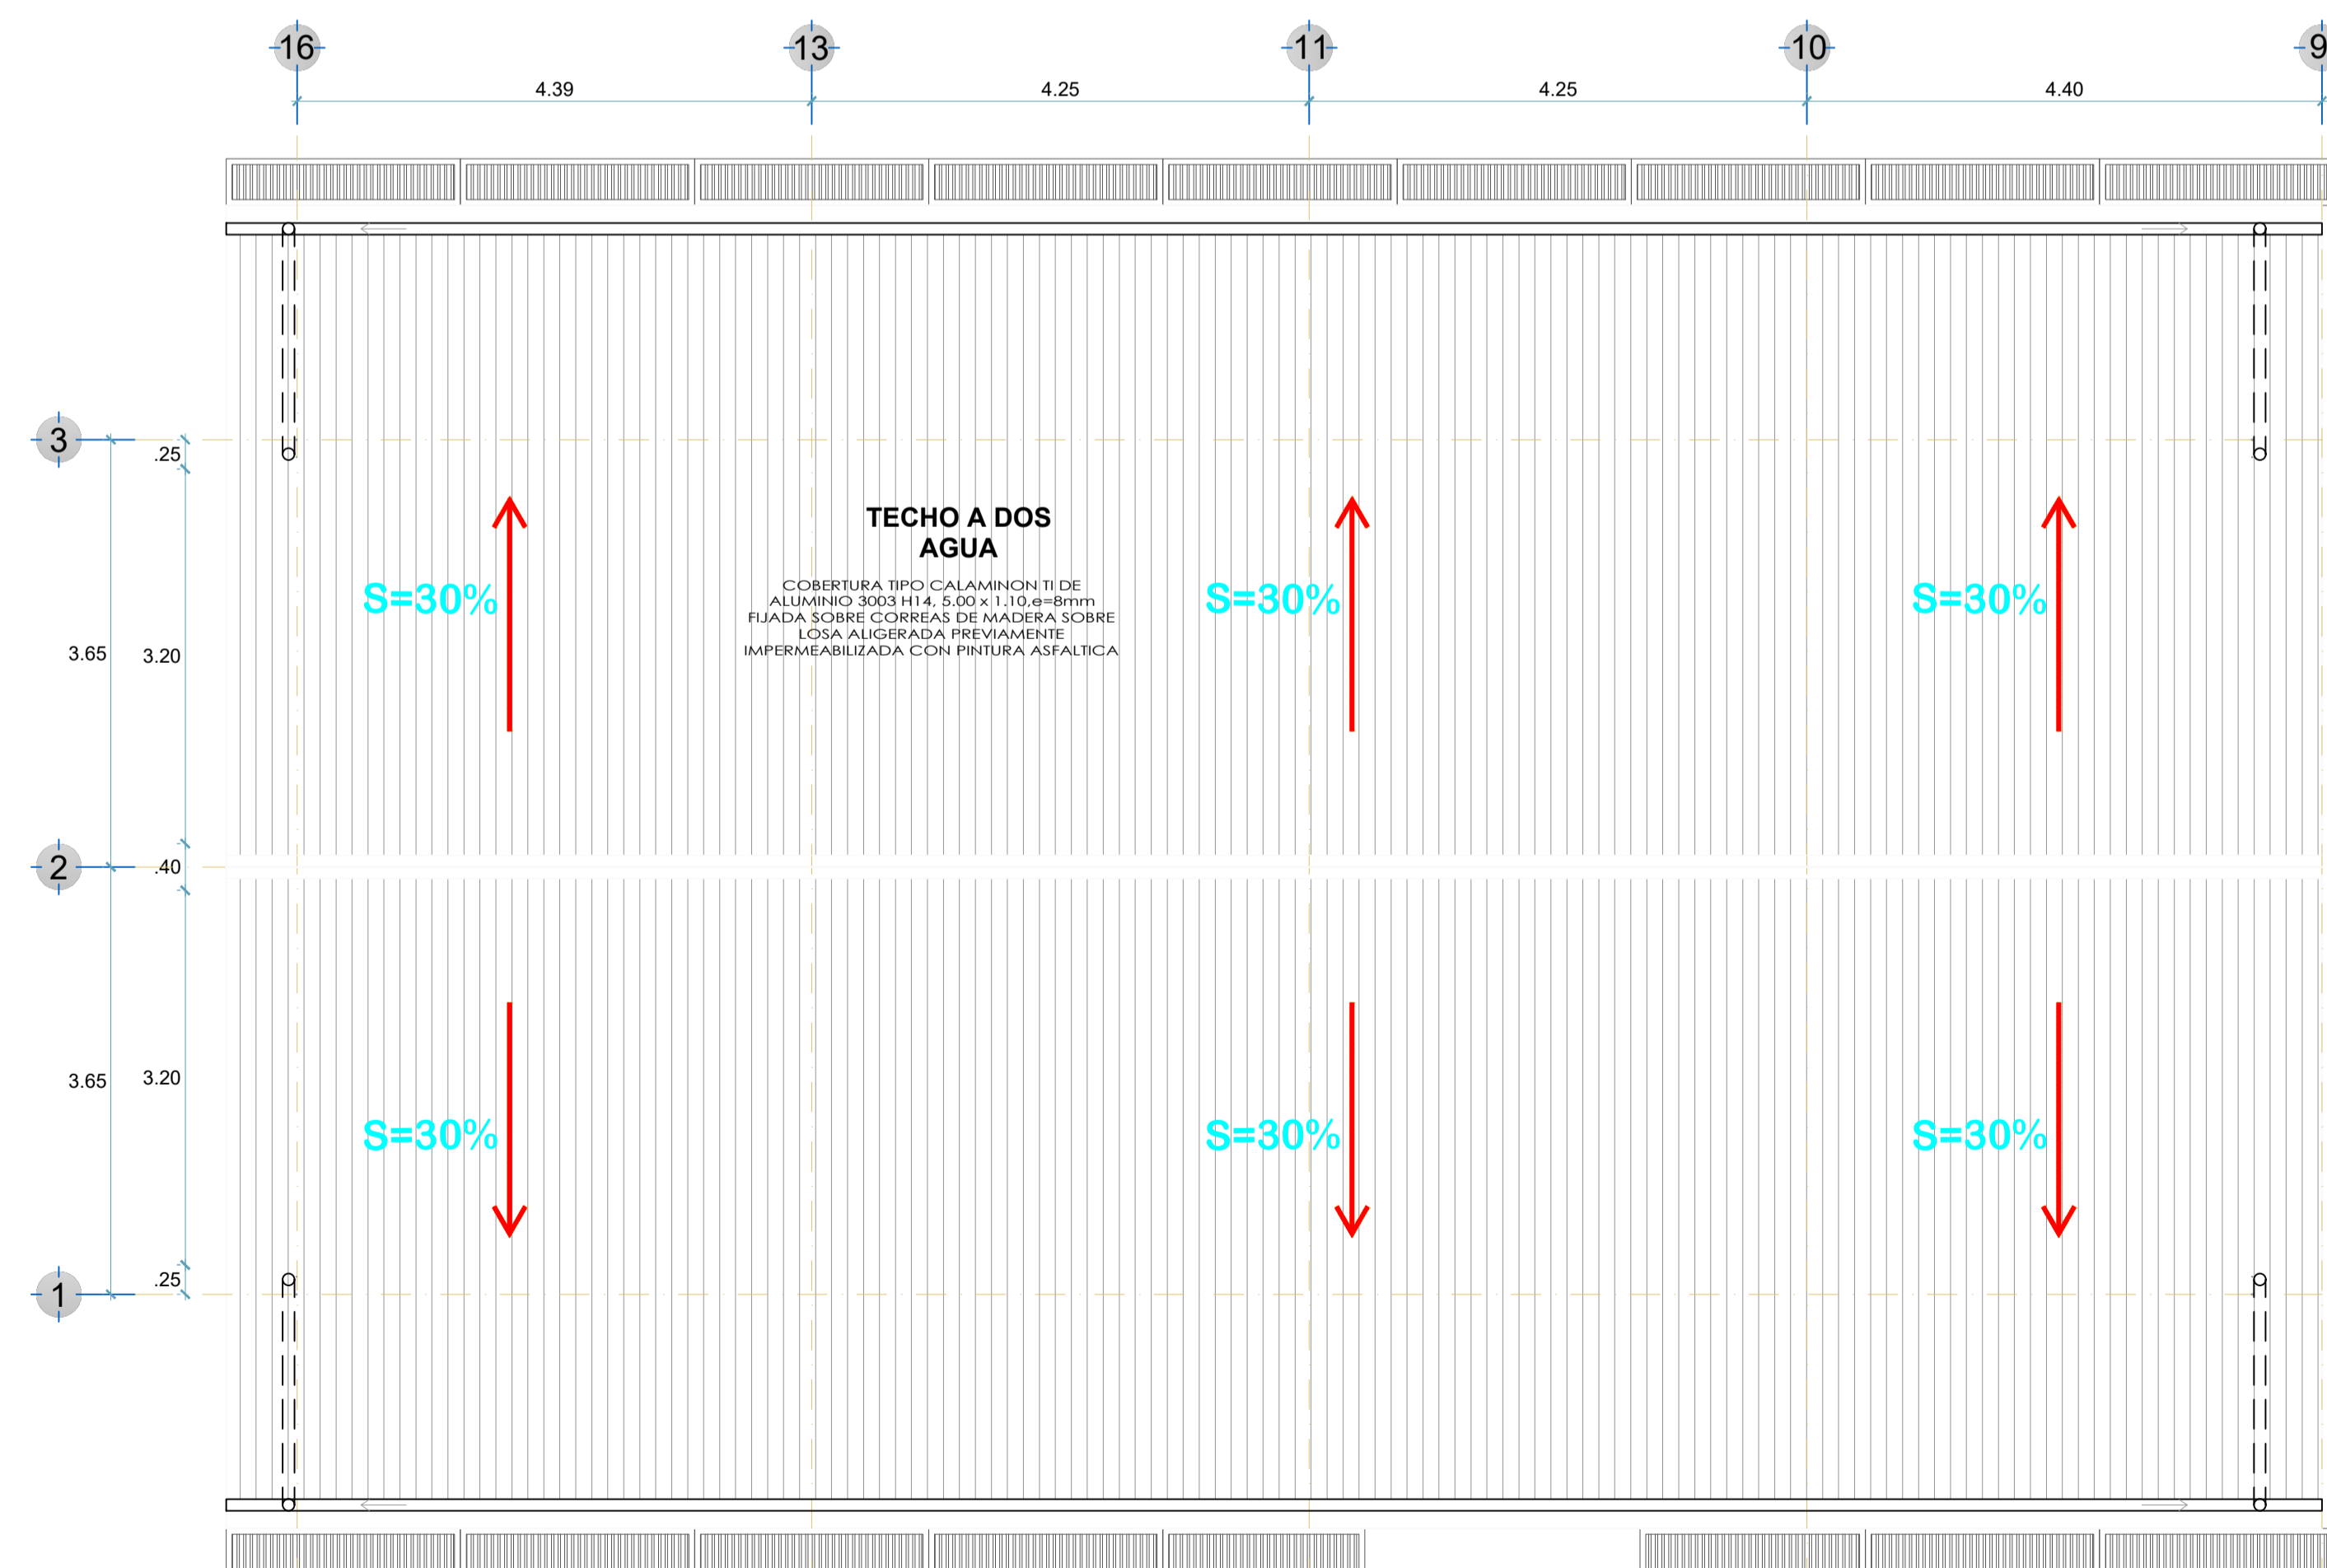 16
13
11
10
9
4.39
4.25
4.25
4.40
3
.25
TECHO A DOS
AGUA
S=30%
S=30%
S=30%
COBERTURA TIPO CALAMINON TI DE
ALUMINIO 3003 H14, 5.00 x 1.10,e=8mm
FIJADA SOBRE CORREAS DE MADERA SOBRE
LOSA ALIGERADA PREVIAMENTE
IMPERMEABILIZADA CON PINTURA ASFALTICA
3.65
3.20
2
.40
3.65
3.20
S=30%
S=30%
S=30%
1
.25